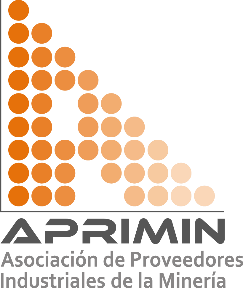 APRIMIN
Asociación de Proveedores
Industriales de la Minería